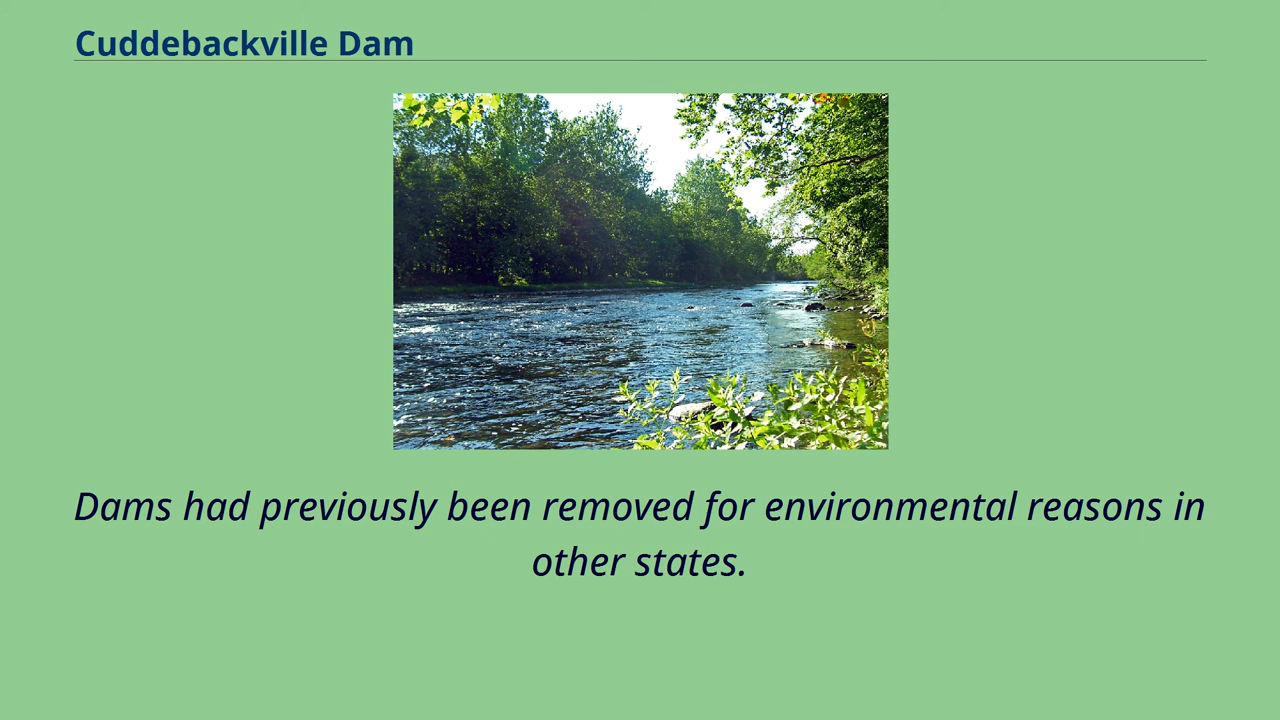 Cuddebackville Dam
Dams had previously been removed for environmental reasons in
other states.